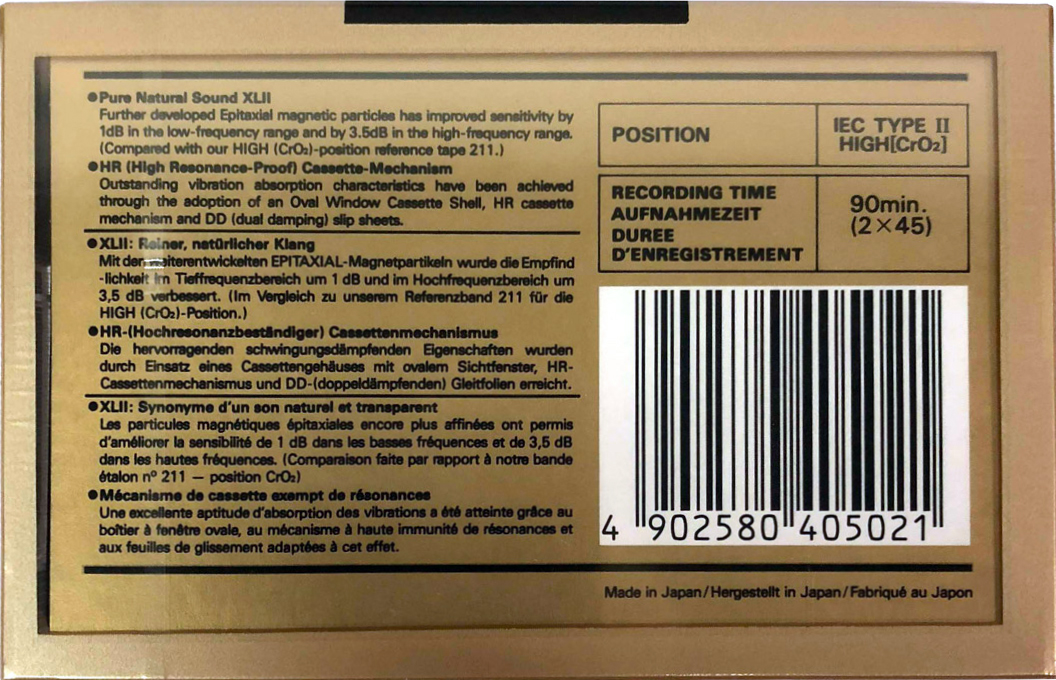 ●Pure Natural Sound XLII
Further developed Epitaxial magnetic particles has improved sensitivity by
1dB in the low-frequency range and by 3.5dB in the high-frequency range.
(Compared with our HIGH (CrO₂)-position reference tape 211.)
●HR (High Resonance-Proof) Cassette-Mechanism
Outstanding vibration absorption characteristics have been achieved
through the adoption of an Oval Window Cassette Shell, HR cassette
mechanism and DD (dual damping) slip sheets.
●XLII: Reiner, natürlicher Klang
Mit den weiterentwickelten EPITAXIAL-Magnetpartikeln wurde die Empfind
-lichkeit im Tieffrequenzbereich um 1 dB und im Hochfrequenzbereich um
3,5 dB verbessert. (Im Vergleich zu unserem Referenzband 211 für die
HIGH (CrO₂)-Position.)
●HR-(Hochresonanzbeständiger) Cassettenmechanismus
Die hervorragenden schwingungsdämpfenden Eigenschaften wurden
durch Einsatz eines Cassettengehäuses mit ovalem Sichtfenster, HR-
Cassettenmechanismus und DD-(doppeldämpfenden) Gleitfolien erreicht.
●XLII: Synonyme d'un son naturel et transparent
Les particules magnétiques épitaxiales encore plus affinées ont permis
d'améliorer la sensibilité de 1 dB dans les basses fréquences et de 3,5 dB
dans les hautes fréquences. (Comparaison faite par rapport à notre bande
étalon n° 211 — position CrO₂)
●Mécanisme de cassette exempt de résonances
Une excellente aptitude d'absorption des vibrations a été atteinte grâce au
boîtier à fenêtre ovale, au mécanisme à haute immunité de résonances et
aux feuilles de glissement adaptées à cet effet.
POSITION
IEC TYPE II
HIGH[CrO₂]
RECORDING TIME
AUFNAHMEZEIT
DUREE
D'ENREGISTREMENT
90min.
(2×45)
4 902580 405021
Made in Japan/Hergestellt in Japan/Fabriqué au Japon